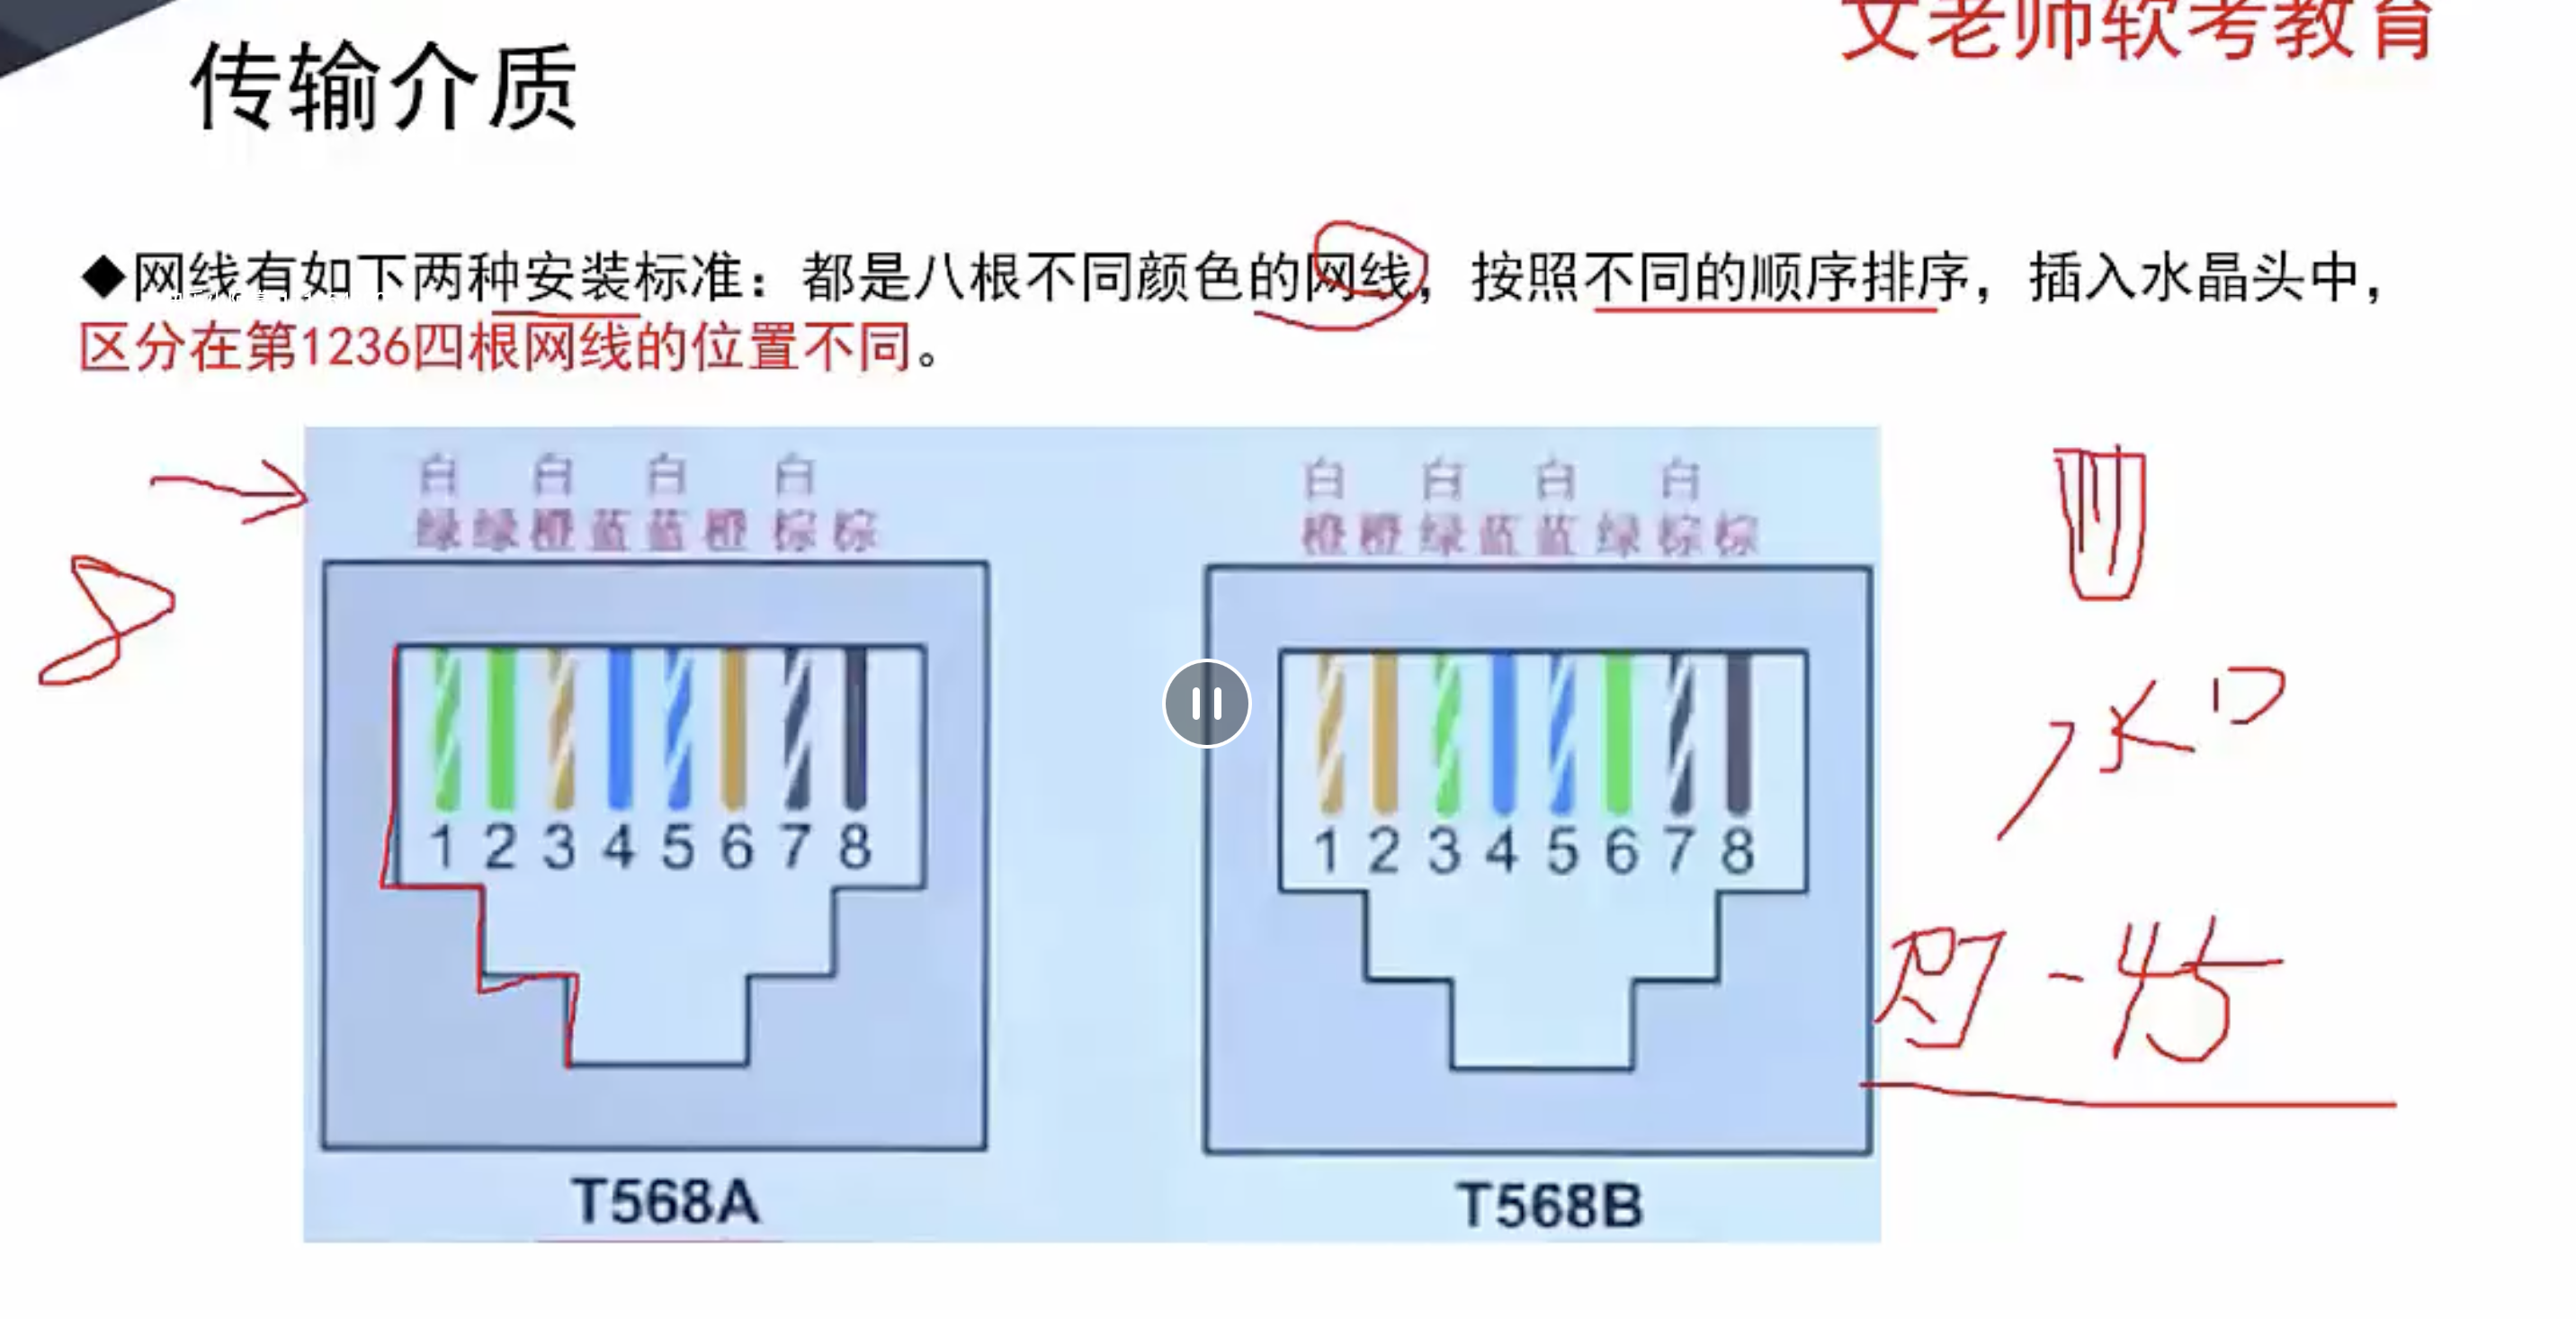 文老师软考教育
传输介质
◆网线有如下两种安装标准：都是八根不同颜色的网线，按照不同的顺序排序，插入水晶头中，
区分在第1236四根网线的位置不同。
白 白 白 白
绿 绿 橙 蓝 蓝 橙 棕 棕
白 白 白 白
橙 橙 绿 蓝 蓝 绿 棕 棕
1 2 3 4 5 6 7 8
1 2 3 4 5 6 7 8
T568A
T568B
-45